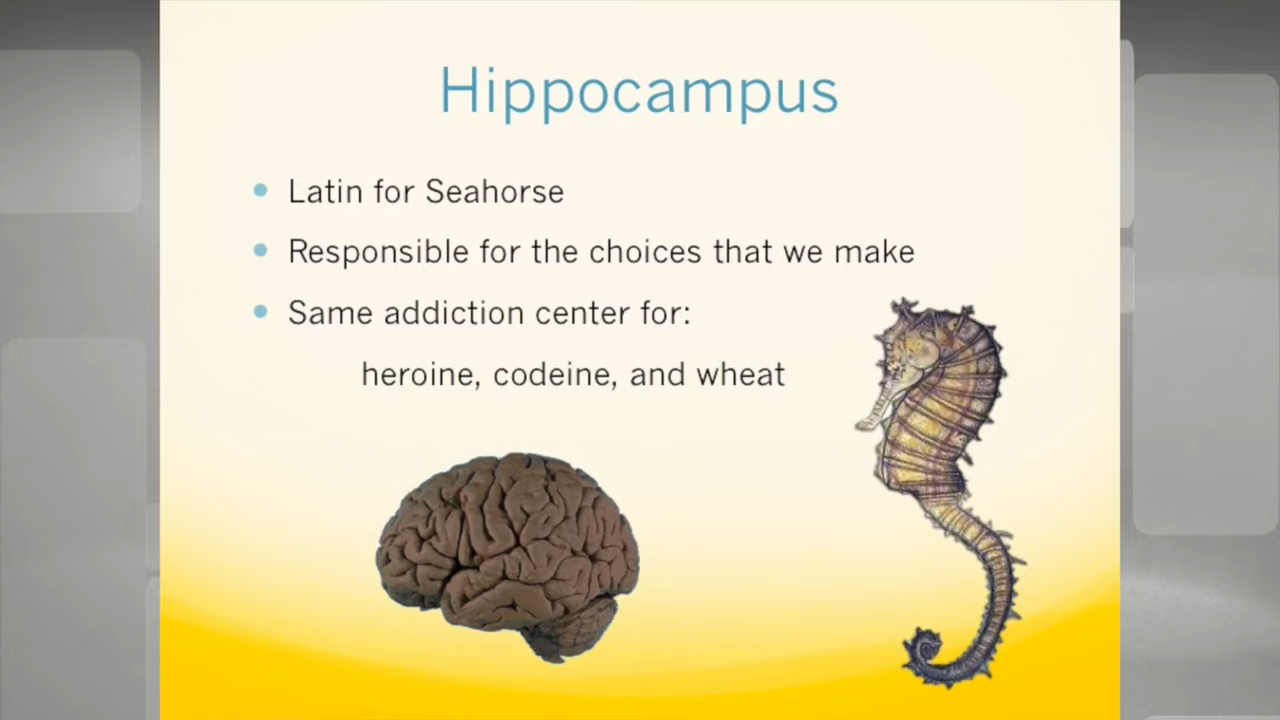 Hippocampus
• Latin for Seahorse
• Responsible for the choices that we make
• Same addiction center for:
heroine, codeine, and wheat